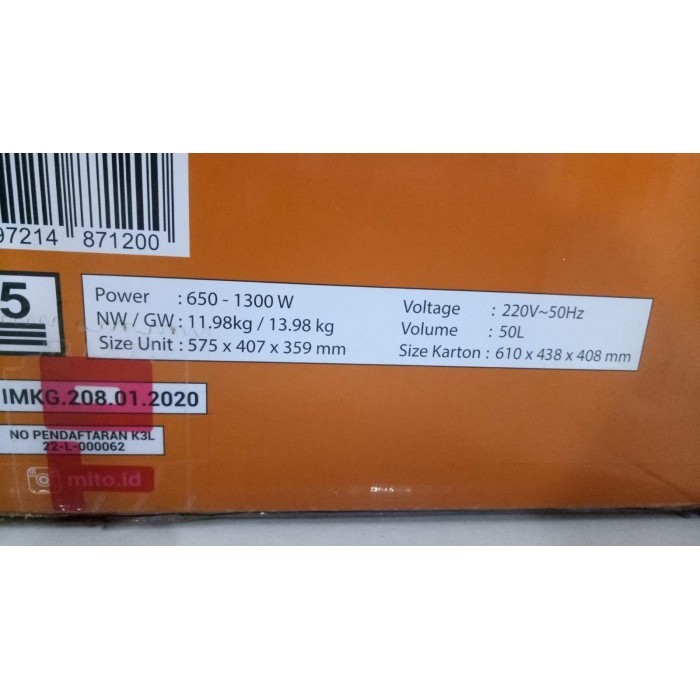 97214 871200
5
Power : 650 - 1300 W
NW / GW : 11.98kg / 13.98 kg
Size Unit : 575 x 407 x 359 mm
Voltage : 220V~50Hz
Volume : 50L
Size Karton : 610 x 438 x 408 mm
IMKG.208.01.2020
NO PENDAFTARAN K3L
22-L-000062
mito.id